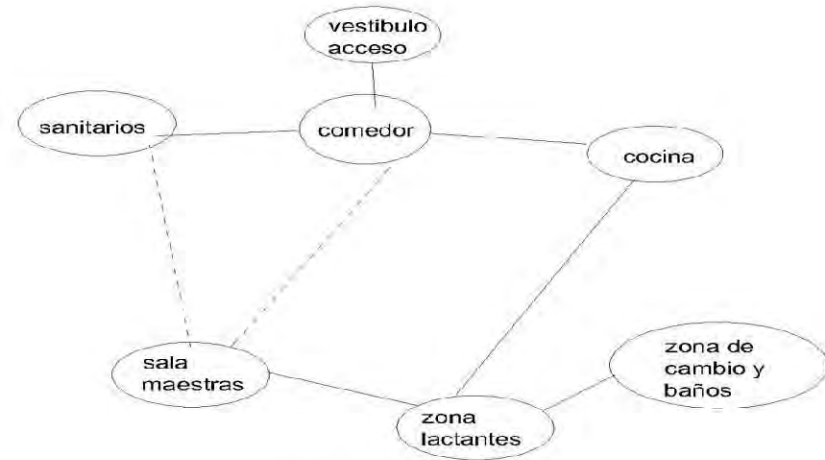 vestibulo
acceso
sanitarios
comedor
cocina
sala
maestras
zona de
cambio y
baños
zona
lactantes